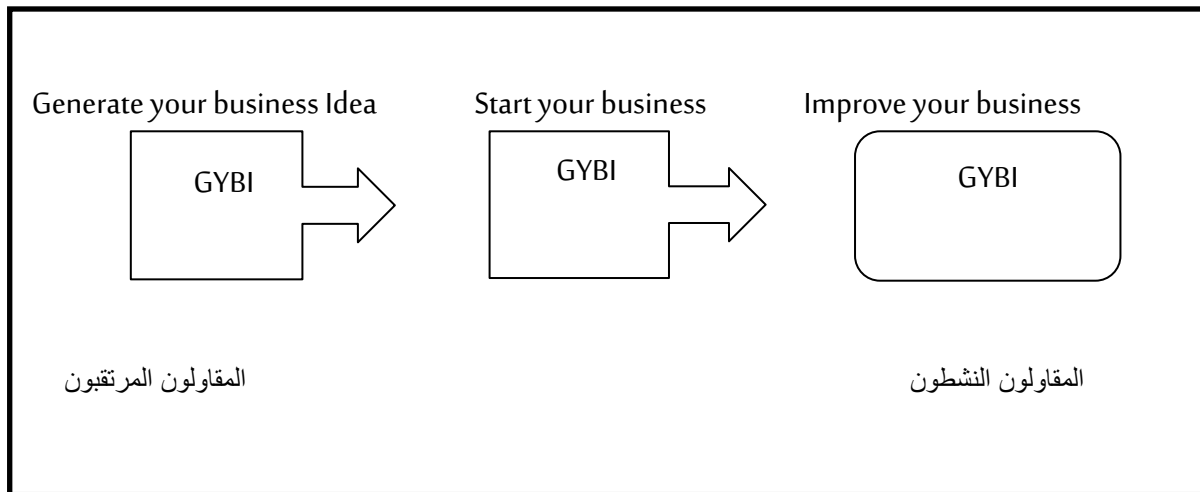 Generate your business Idea
Start your business
Improve your business
GYBI
GYBI
GYBI
المقاولون المرتقبون
المقاولون النشطون